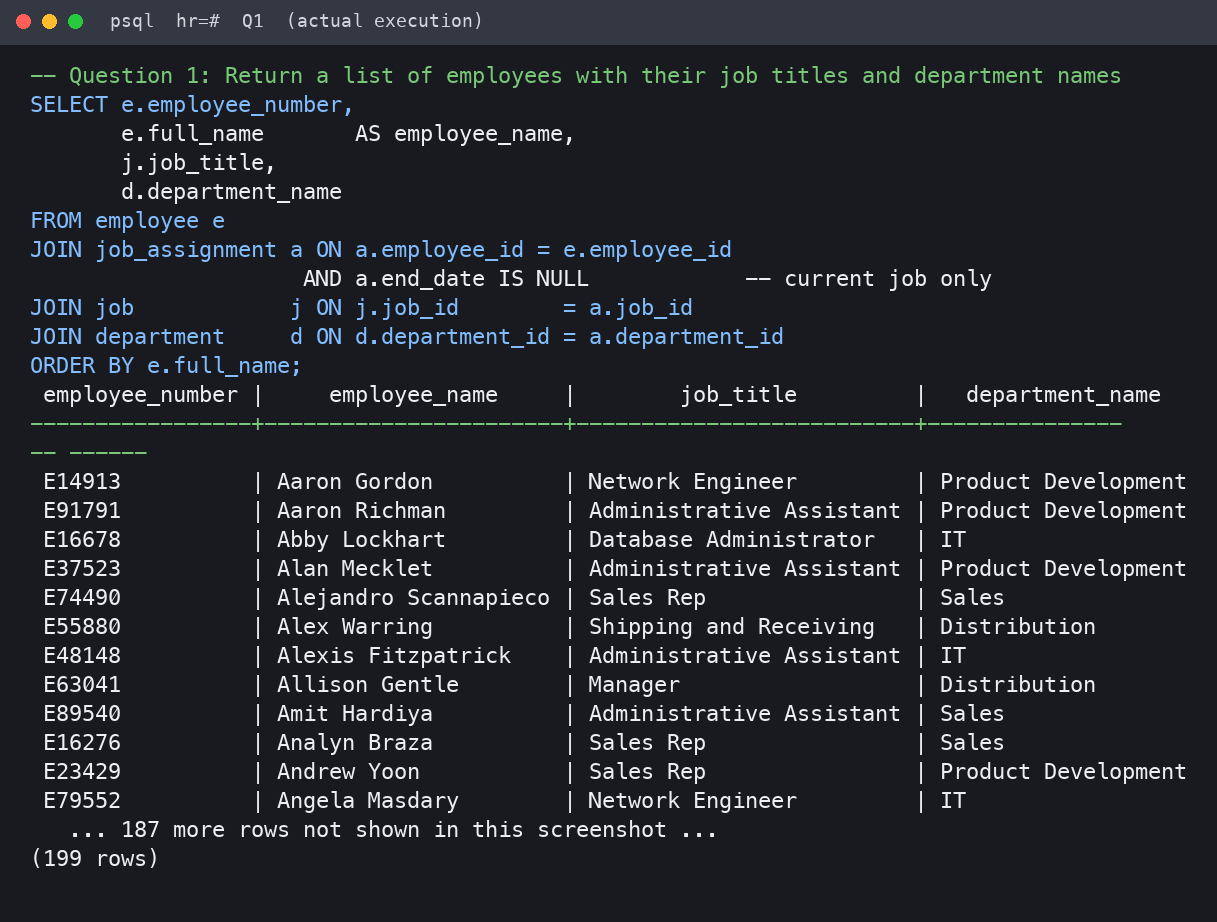 psql  hr=#  Q1  (actual execution)
-- Question 1: Return a list of employees with their job titles and department names
SELECT e.employee_number,
       e.full_name       AS employee_name,
       j.job_title,
       d.department_name
FROM employee e
JOIN job_assignment a ON a.employee_id = e.employee_id
                     AND a.end_date IS NULL            -- current job only
JOIN job            j ON j.job_id        = a.job_id
JOIN department     d ON d.department_id = a.department_id
ORDER BY e.full_name;
 employee_number |     employee_name     |        job_title         |   department_name
-----------------+-----------------------+--------------------------+---------------
-- ------
 E14913          | Aaron Gordon          | Network Engineer         | Product Development
 E91791          | Aaron Richman         | Administrative Assistant | Product Development
 E16678          | Abby Lockhart         | Database Administrator   | IT
 E37523          | Alan Mecklet          | Administrative Assistant | Product Development
 E74490          | Alejandro Scannapieco | Sales Rep                | Sales
 E55880          | Alex Warring          | Shipping and Receiving   | Distribution
 E48148          | Alexis Fitzpatrick    | Administrative Assistant | IT
 E63041          | Allison Gentle        | Manager                  | Distribution
 E89540          | Amit Hardiya          | Administrative Assistant | Sales
 E16276          | Analyn Braza          | Sales Rep                | Sales
 E23429          | Andrew Yoon           | Sales Rep                | Product Development
 E79552          | Angela Masdary        | Network Engineer         | IT
   ... 187 more rows not shown in this screenshot ...
(199 rows)